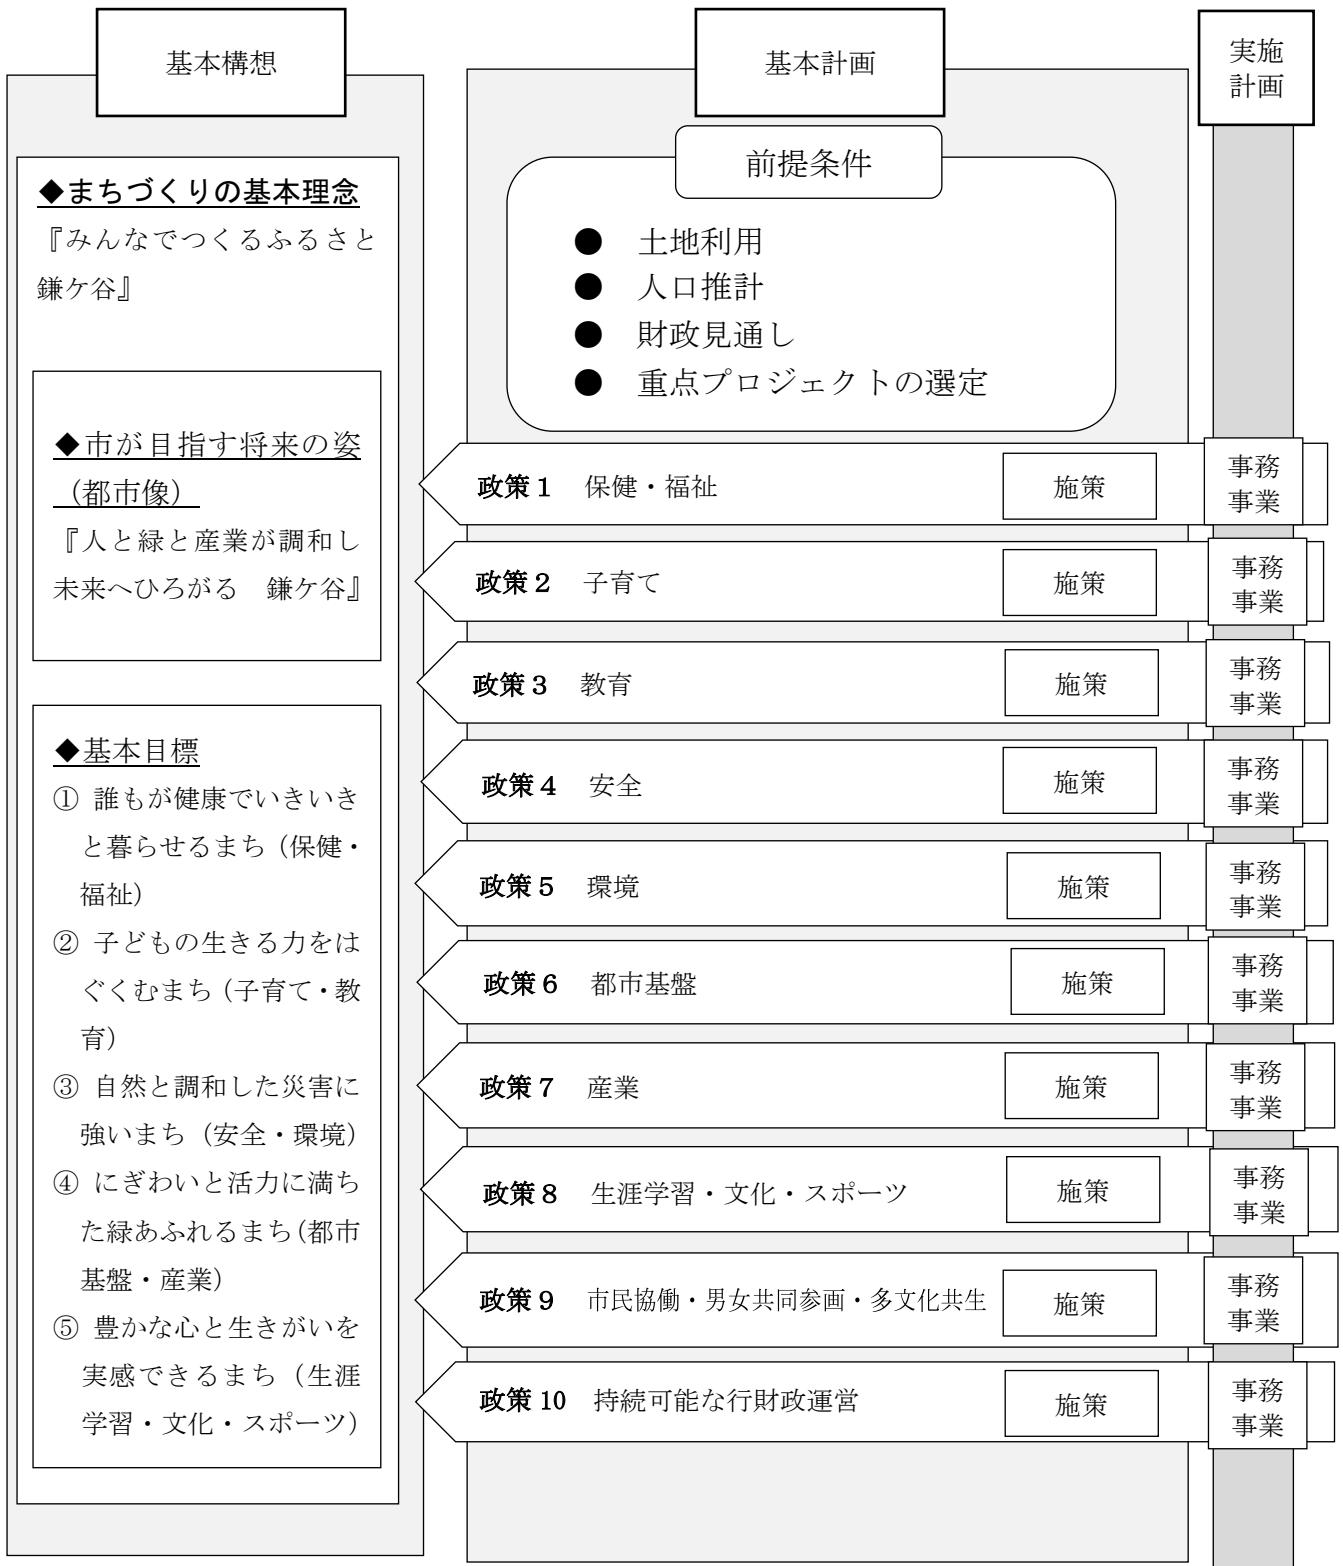 基本構想
◆まちづくりの基本理念
『みんなでつくるふるさと
鎌ケ谷』
◆市が目指す将来の姿
（都市像）
『人と緑と産業が調和し
未来へひろがる　鎌ケ谷』
◆基本目標
① 誰もが健康でいきいき
と暮らせるまち（保健・
福祉）
② 子どもの生きる力をは
ぐくむまち（子育て・教
育）
③ 自然と調和した災害に
強いまち（安全・環境）
④ にぎわいと活力に満ち
た緑あふれるまち（都市
基盤・産業）
⑤ 豊かな心と生きがいを
実感できるまち（生涯
学習・文化・スポーツ）
基本計画
前提条件
● 土地利用
● 人口推計
● 財政見通し
● 重点プロジェクトの選定
実施
計画
政策１　保健・福祉
施策
事務
事業
政策２　子育て
施策
事務
事業
政策３　教育
施策
事務
事業
政策４　安全
施策
事務
事業
政策５　環境
施策
事務
事業
政策６　都市基盤
施策
事務
事業
政策７　産業
施策
事務
事業
政策８　生涯学習・文化・スポーツ
施策
事務
事業
政策９　市民協働・男女共同参画・多文化共生
施策
事務
事業
政策 10　持続可能な行財政運営
施策
事務
事業